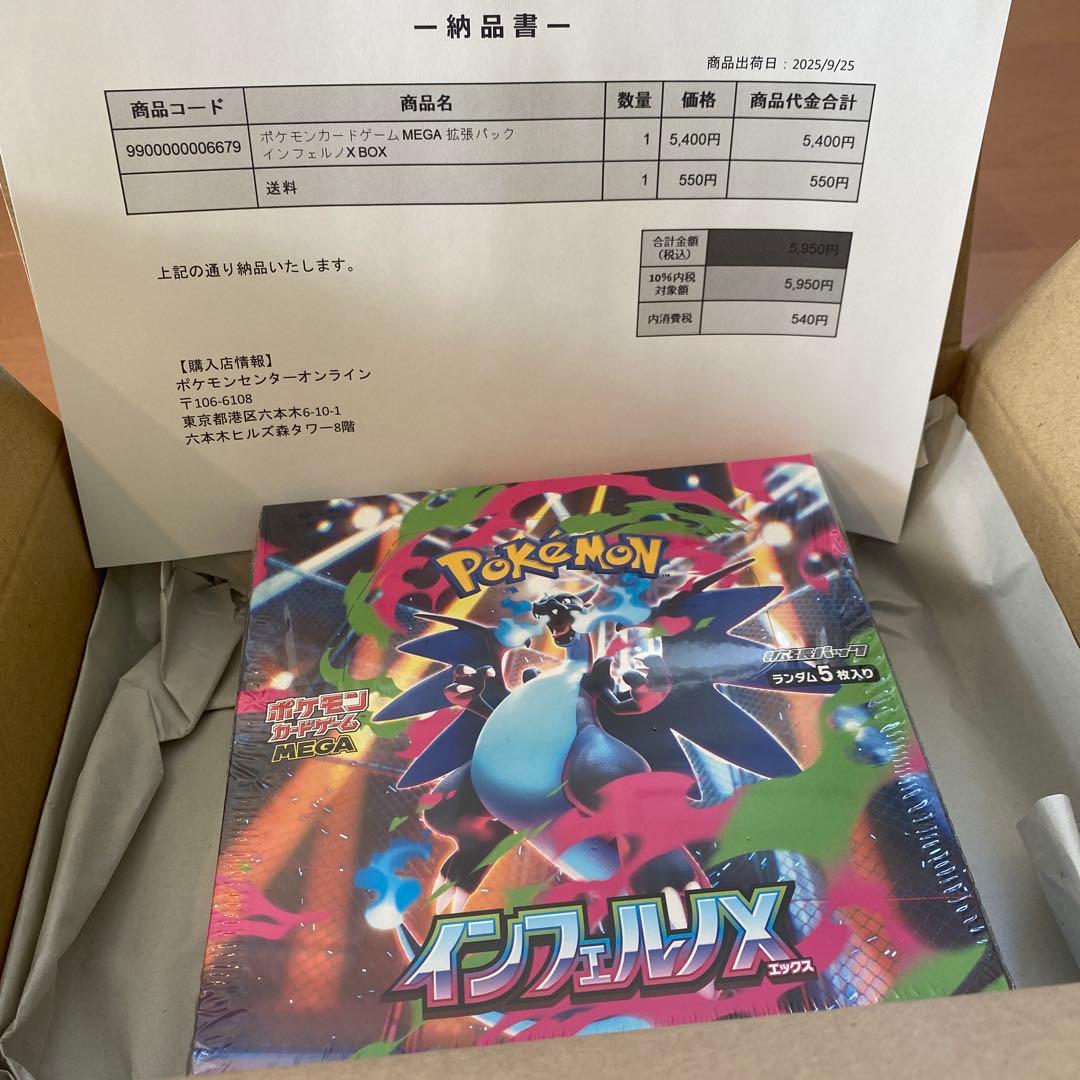 ー納品書ー
商品出荷日：2025/9/25
商品コード 商品名 数量 価格 商品代金合計
9900000006679 ポケモンカードゲーム MEGA 拡張パック 1 5,400円 5,400円
インフェルノX BOX
送料 1 550円 550円
合計金額 5,950円
（税込）
10%内税 5,950円
対象額
内消費税 540円
上記の通り納品いたします。
【購入店情報】
ポケモンセンターオンライン
〒106-6108
東京都港区六本木6-10-1
六本木ヒルズ森タワー8階
POKéMON
TM
拡張パック
ランダム5枚入り
ポケモン
カードゲーム
MEGA
インフェルノX
エックス